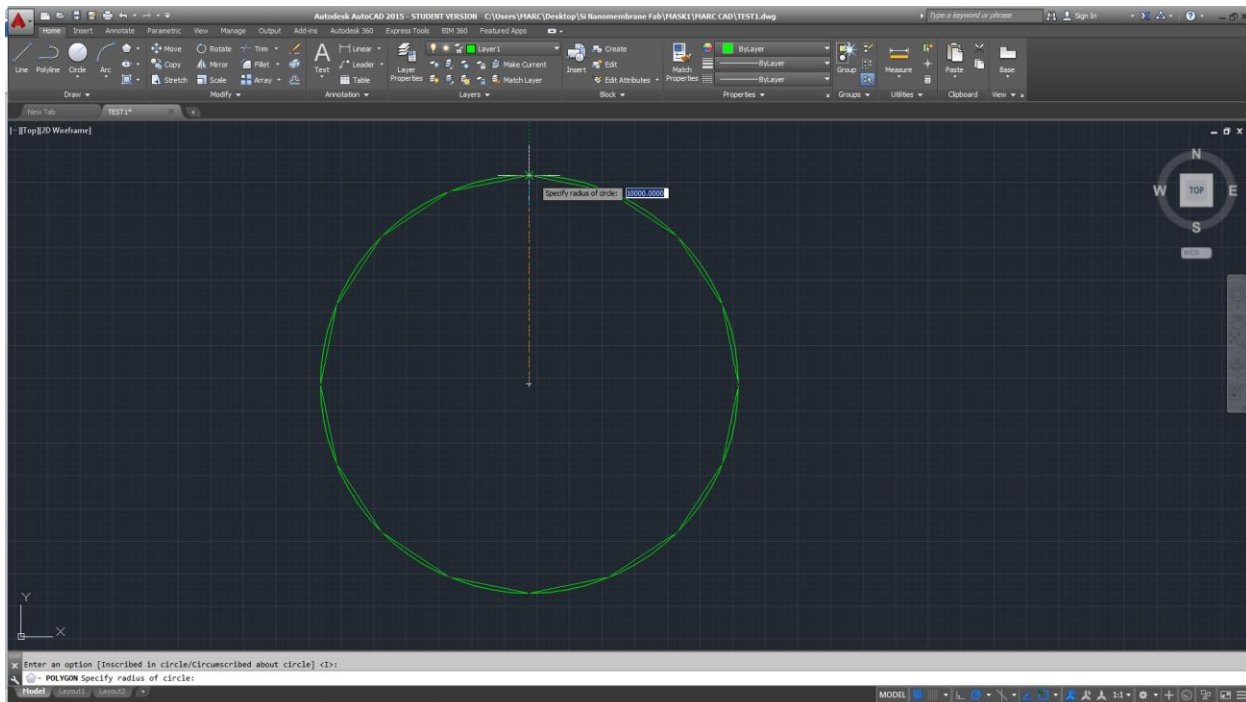 Autodesk AutoCAD 2015 - STUDENT VERSION C:\Users\MARC\Desktop\Si Nanomembrane Fab\MASK1\MARC CAD\TEST1.dwg
Type a keyword or phrase
Sign In
Home Insert Annotate Parametric View Manage Output Add-ins Autodesk 360 Express Tools BIM 360 Featured Apps
Line Polyline Circle Arc
Move Rotate Trim
Copy Mirror Fillet
Stretch Scale Array
Text
Linear
Leader
Table
Layer Properties
Layer1
Make Current
Match Layer
Insert
Create
Edit
Edit Attributes
Match Properties
ByLayer
ByLayer
ByLayer
Group
Measure
Paste
Base
Draw Modify Annotation Layers Block Properties Groups Utilities Clipboard View
New Tab TEST1*
[-][Top][2D Wireframe]
N
W TOP E
S
WCS
Specify radius of circle: 10000.0000
Y
X
Enter an option [Inscribed in circle/Circumscribed about circle] <I>:
POLYGON Specify radius of circle:
Model Layout1 Layout2 +
MODEL 1:1